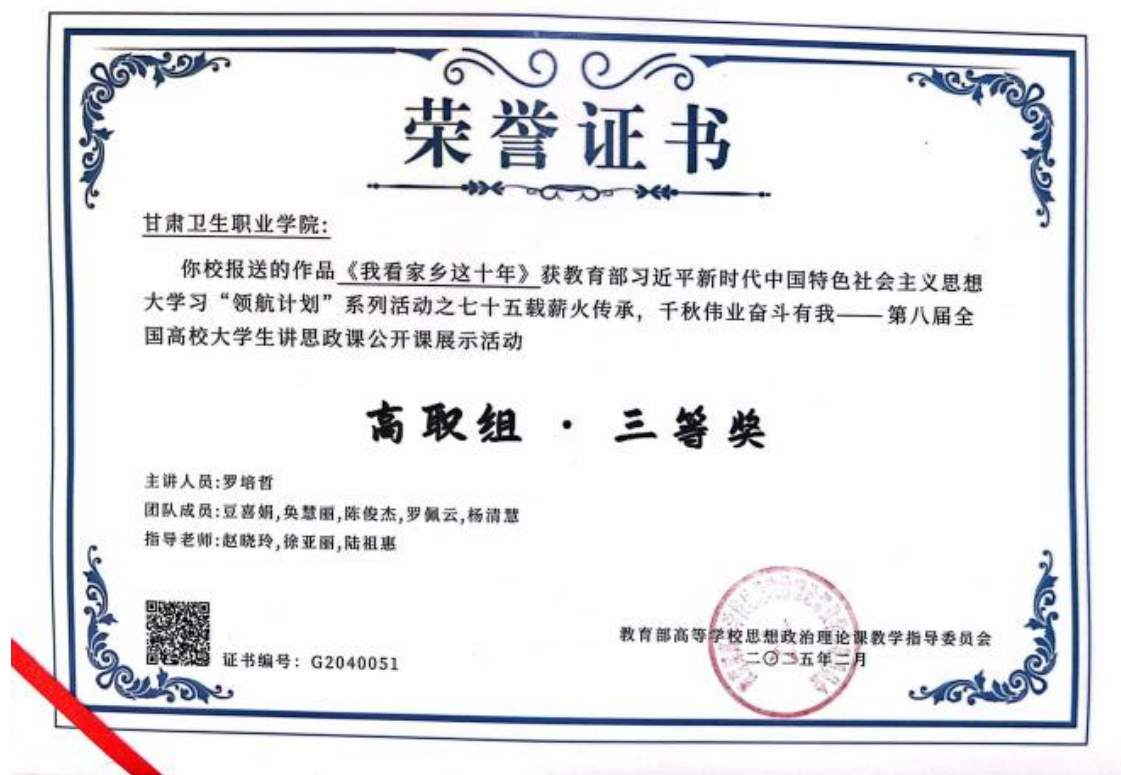 荣誉证书
甘肃卫生职业学院:
你校报送的作品《我看家乡这十年》获教育部习近平新时代中国特色社会主义思想
大学习“领航计划”系列活动之七十五载薪火传承，千秋伟业奋斗有我——第八届全
国高校大学生讲思政课公开课展示活动
高职组·三等奖
主讲人员:罗培哲
团队成员:豆喜娟,奂慧丽,陈俊杰,罗佩云,杨清慧
指导老师:赵晓玲,徐亚丽,陆祖惠
教育部高等学校思想政治理论课教学指导委员会
二〇二五年二月
证书编号：G2040051